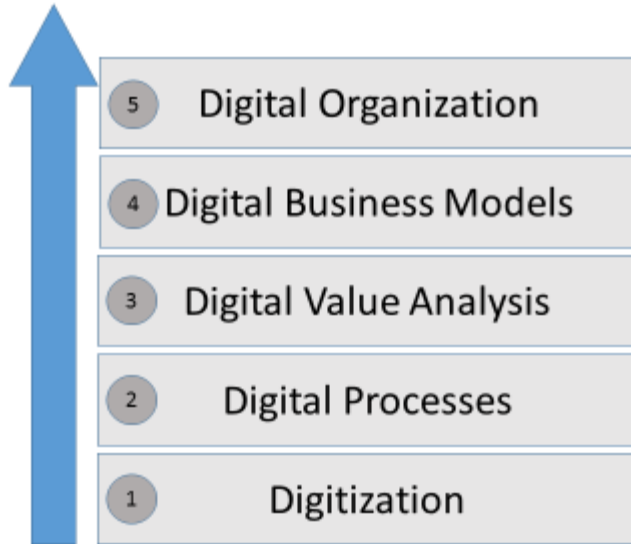 5 Digital Organization
4 Digital Business Models
3 Digital Value Analysis
2 Digital Processes
1 Digitization